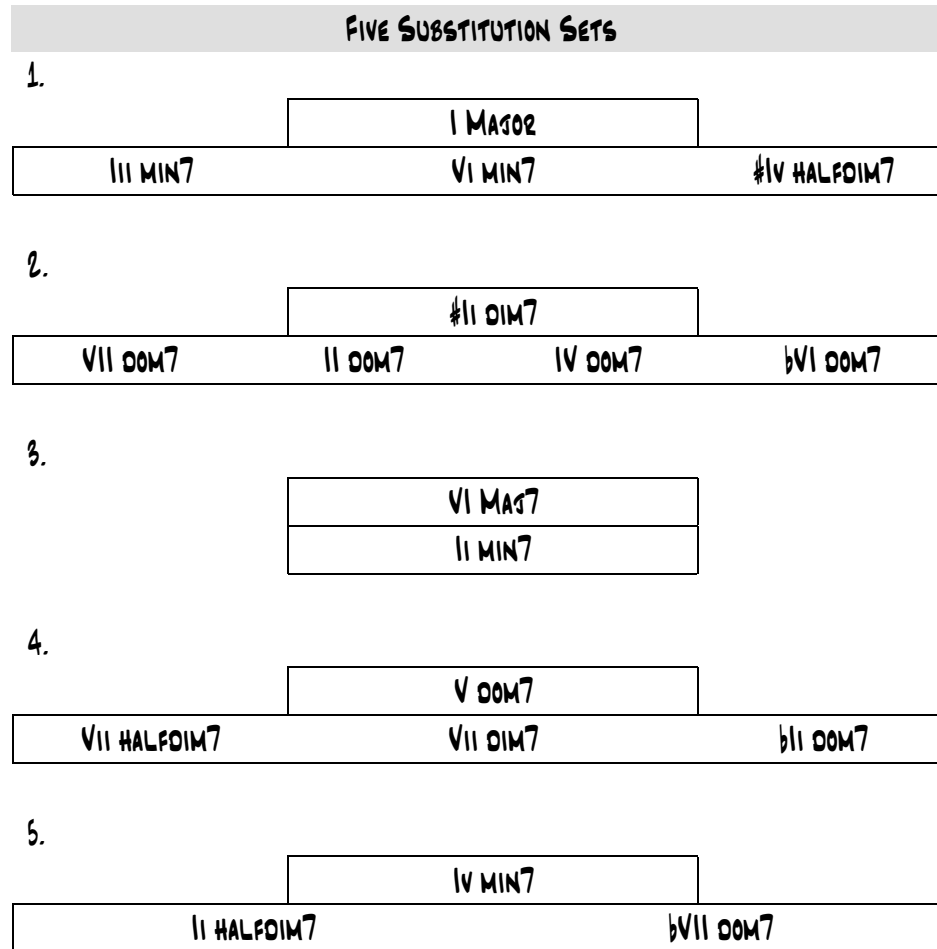 Five Substitution Sets
1.
I Major
Iii min7 Vi min7 #Iv halfdim7
2.
#Ii dim7
VII dom7 II dom7 IV dom7 bVI dom7
3.
VI Maj7
Ii min7
4.
V dom7
Vii halfdim7 Vii dim7 bII dom7
5.
Iv min7
Ii halfdim7 bVII dom7